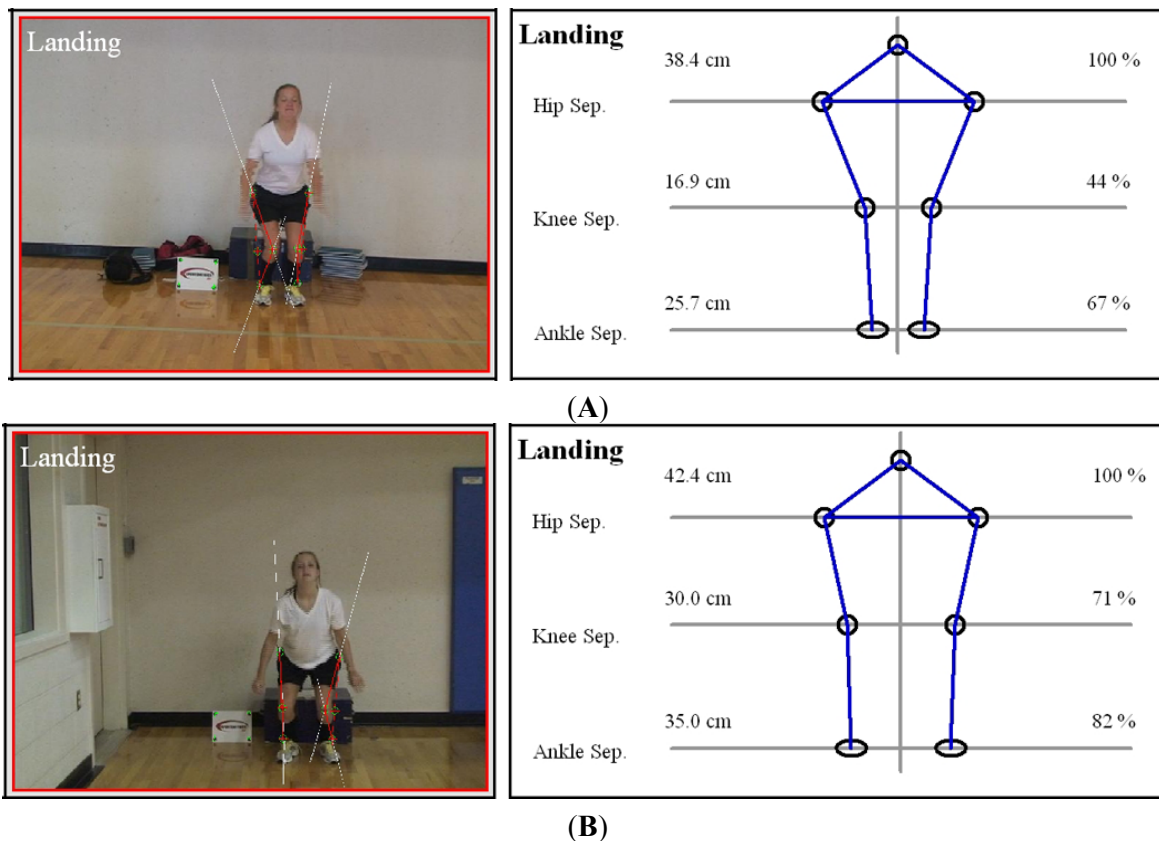 Landing
Landing
38.4 cm
100 %
Hip Sep.
16.9 cm
44 %
Knee Sep.
25.7 cm
67 %
Ankle Sep.
(A)
Landing
Landing
42.4 cm
100 %
Hip Sep.
30.0 cm
71 %
Knee Sep.
35.0 cm
82 %
Ankle Sep.
(B)